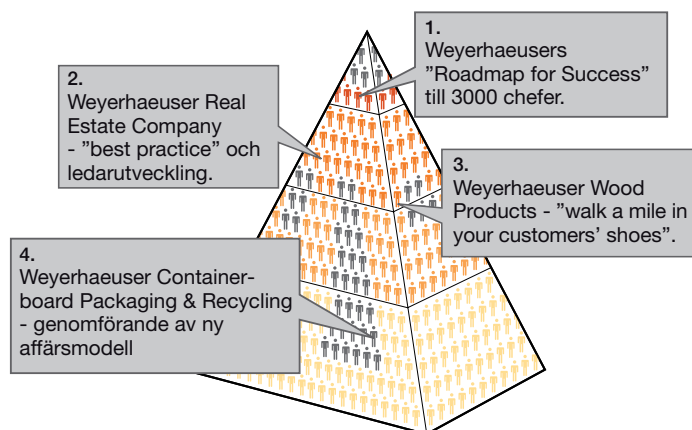 1.
Weyerhaeusers
”Roadmap for Success”
till 3000 chefer.
2.
Weyerhaeuser Real
Estate Company
- ”best practice” och
ledarutveckling.
3.
Weyerhaeuser Wood
Products - ”walk a mile in
your customers’ shoes”.
4.
Weyerhaeuser Container-
board Packaging & Recycling
- genomförande av ny
affärsmodell